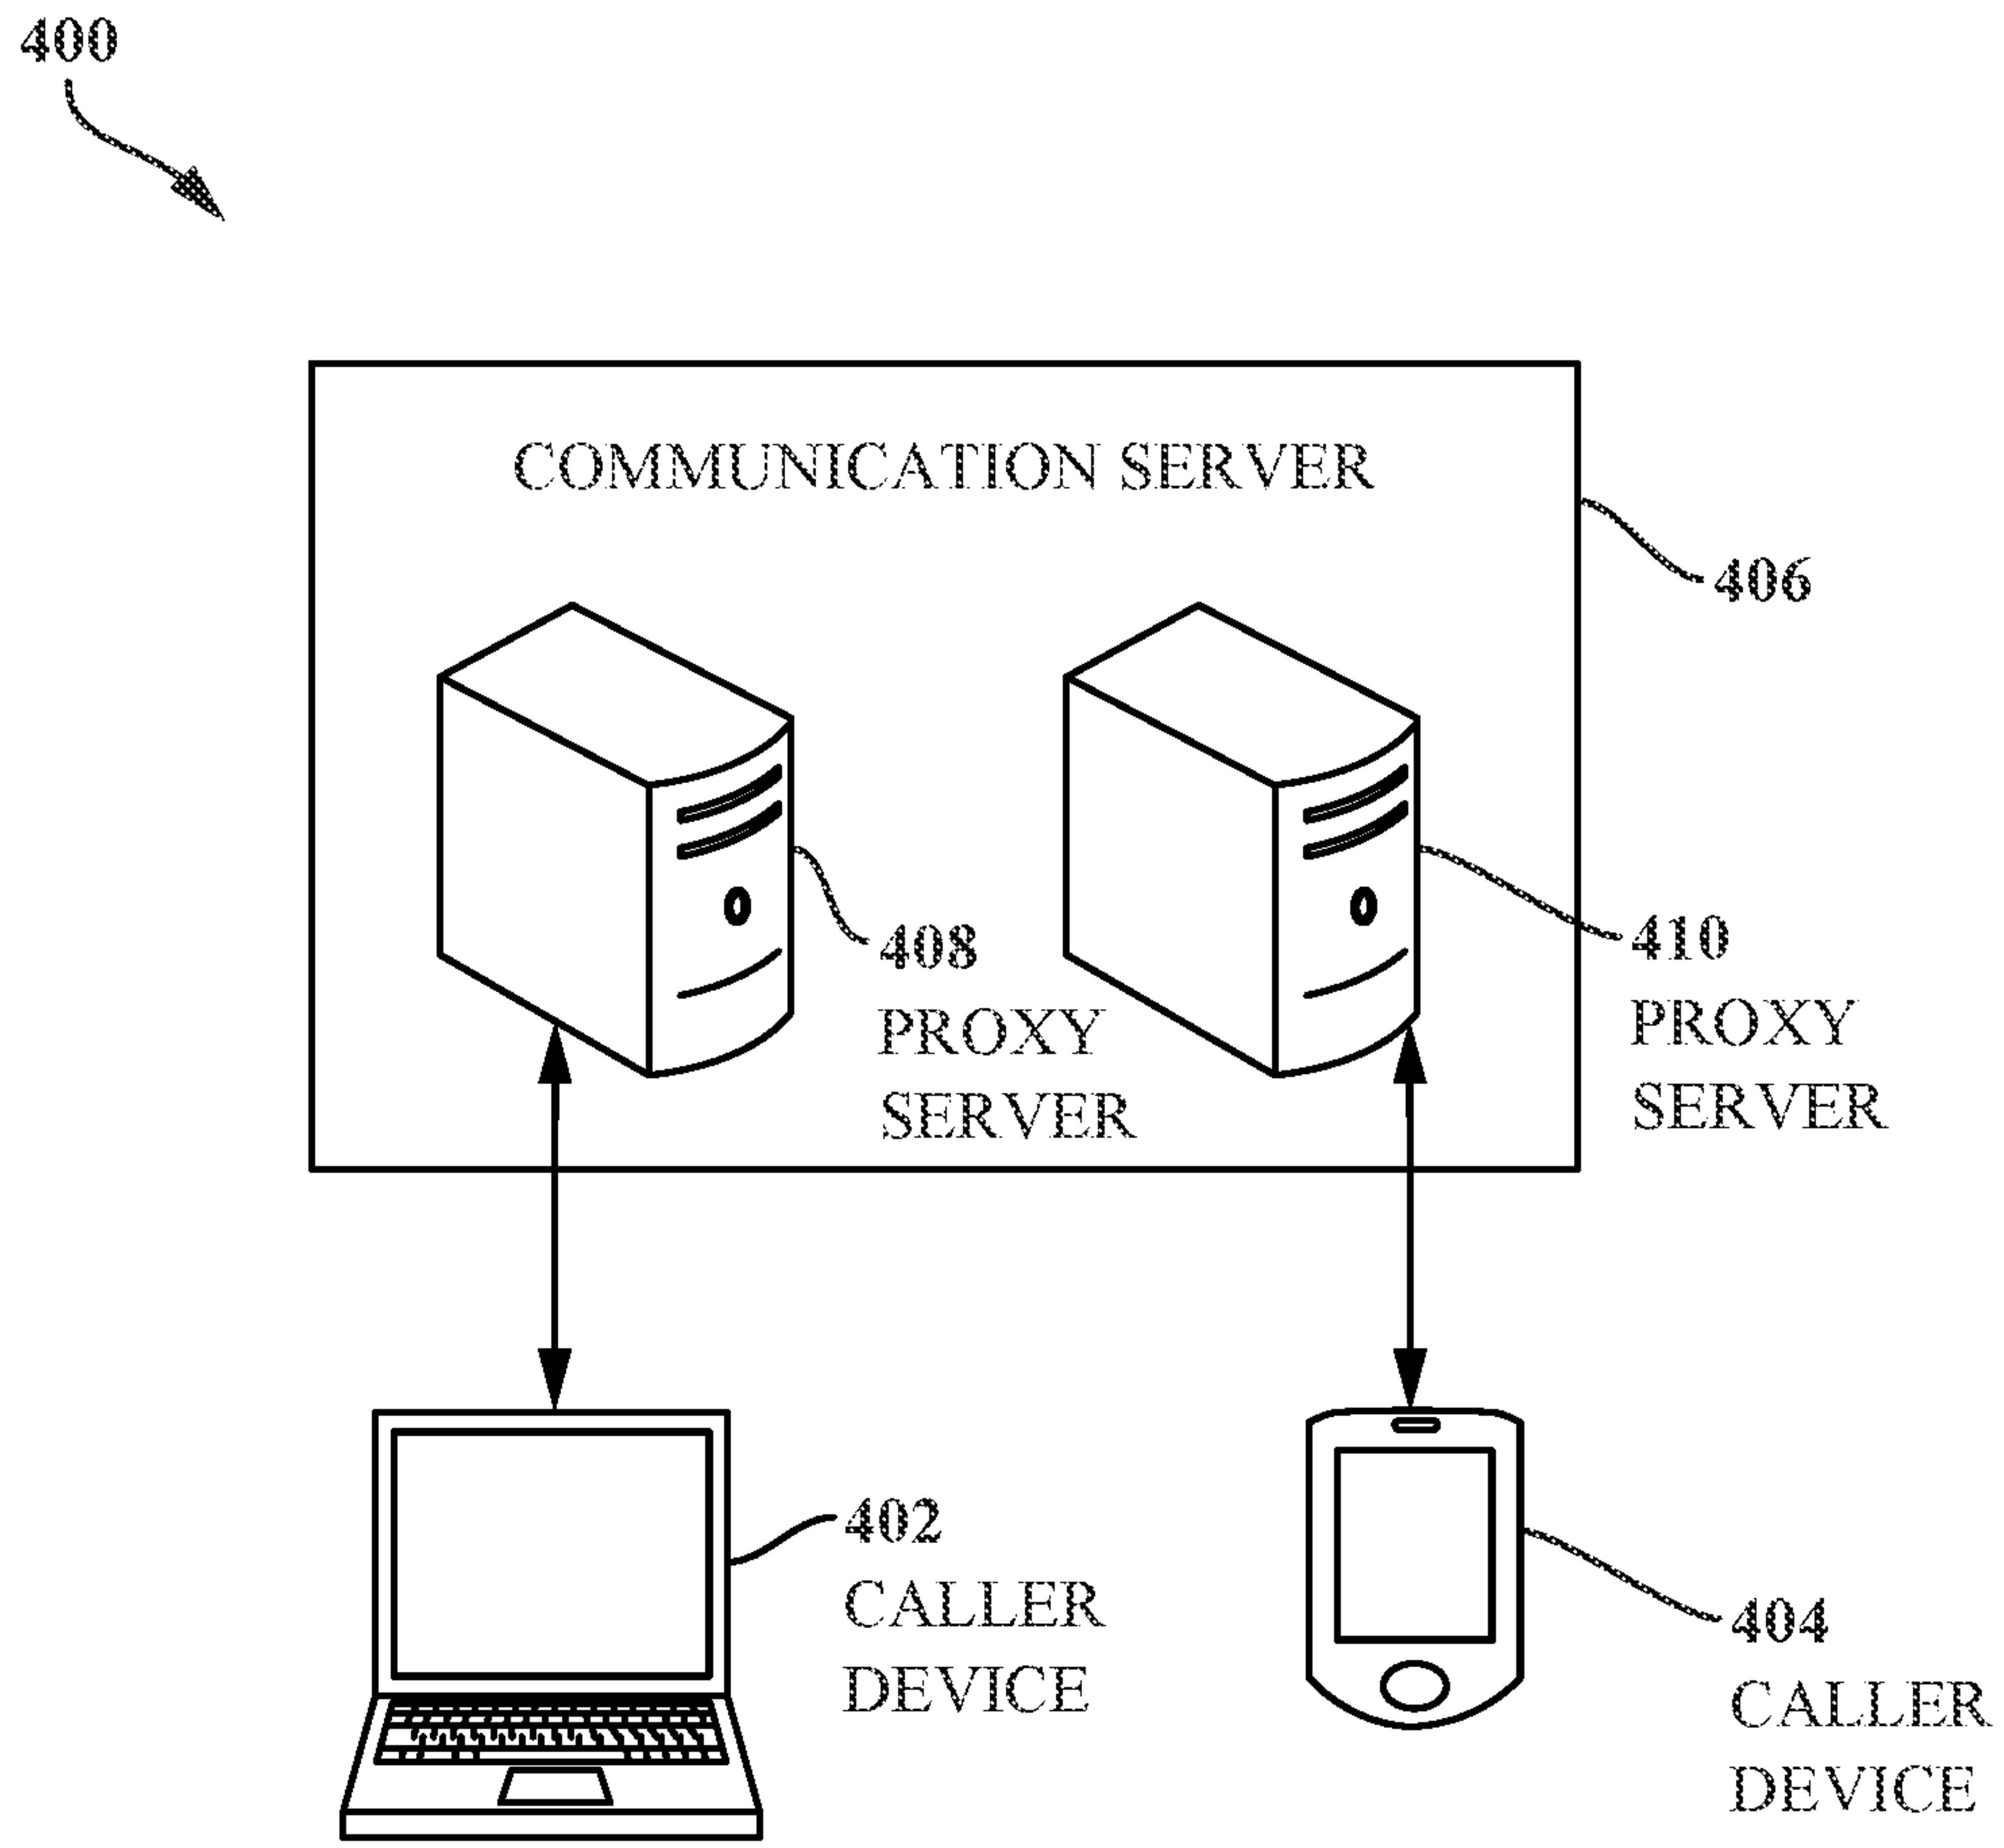 400
COMMUNICATION SERVER
406
408
PROXY
SERVER
410
PROXY
SERVER
402
CALLER
DEVICE
404
CALLER
DEVICE